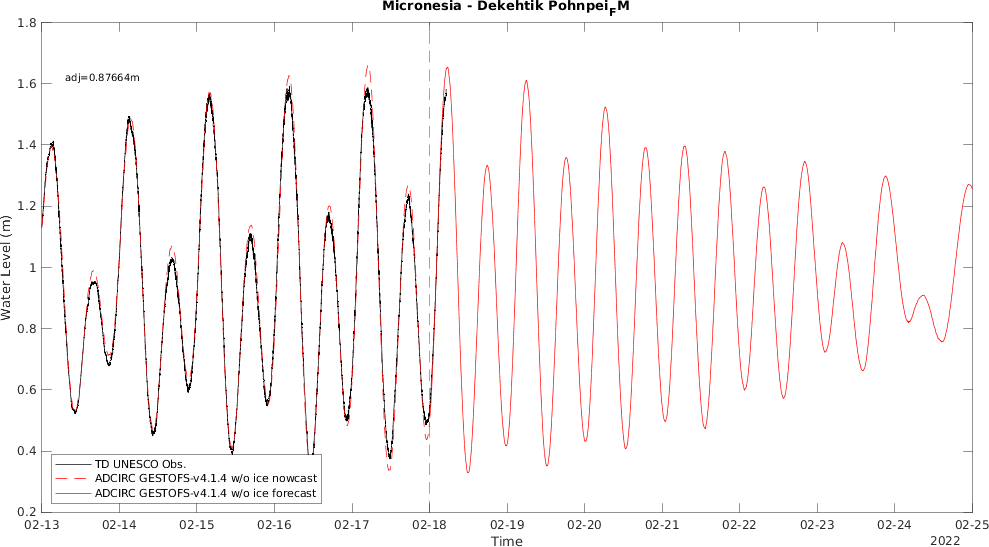 Micronesia - Dekehtik Pohnpei_FM
1.8
1.6
1.4
1.2
1
0.8
0.6
0.4
0.2
Water Level (m)
adj=0.87664m
TD UNESCO Obs.
ADCIRC GESTOFS-v4.1.4 w/o ice nowcast
ADCIRC GESTOFS-v4.1.4 w/o ice forecast
02-13 02-14 02-15 02-16 02-17 02-18 02-19 02-20 02-21 02-22 02-23 02-24 02-25
Time
2022